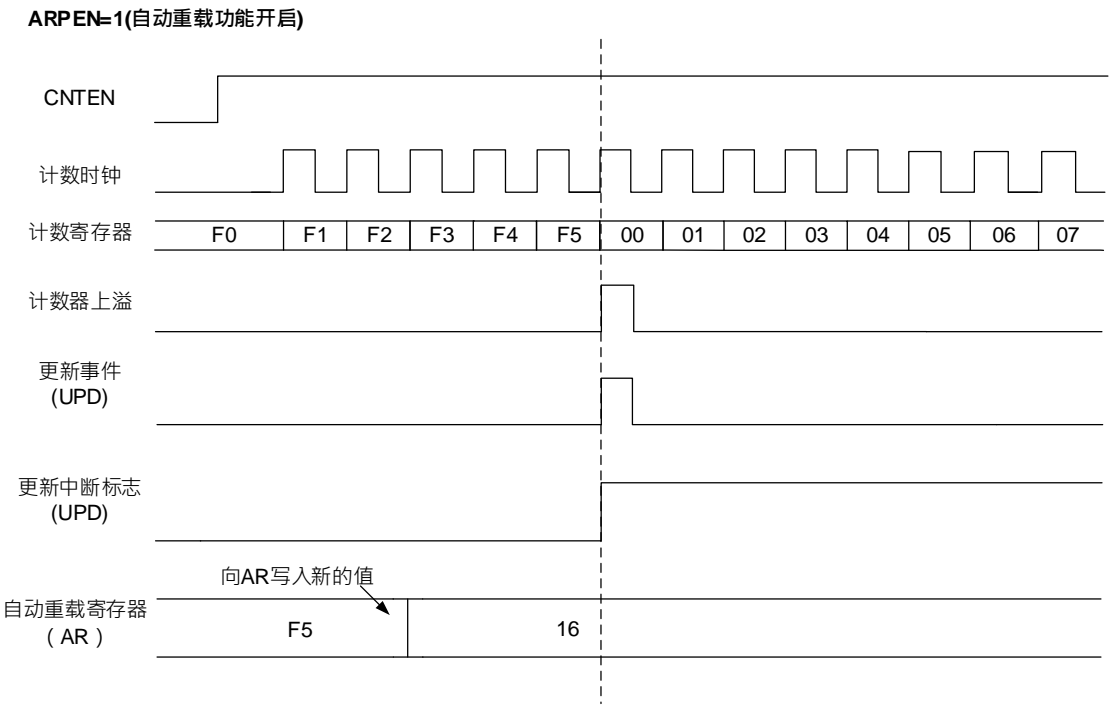 ARPEN=1(自动重载功能开启)
CNTEN
计数时钟
计数寄存器 F0 F1 F2 F3 F4 F5 00 01 02 03 04 05 06 07
计数器上溢
更新事件
(UPD)
更新中断标志
(UPD)
向AR写入新的值
自动重载寄存器
(AR)
F5 16